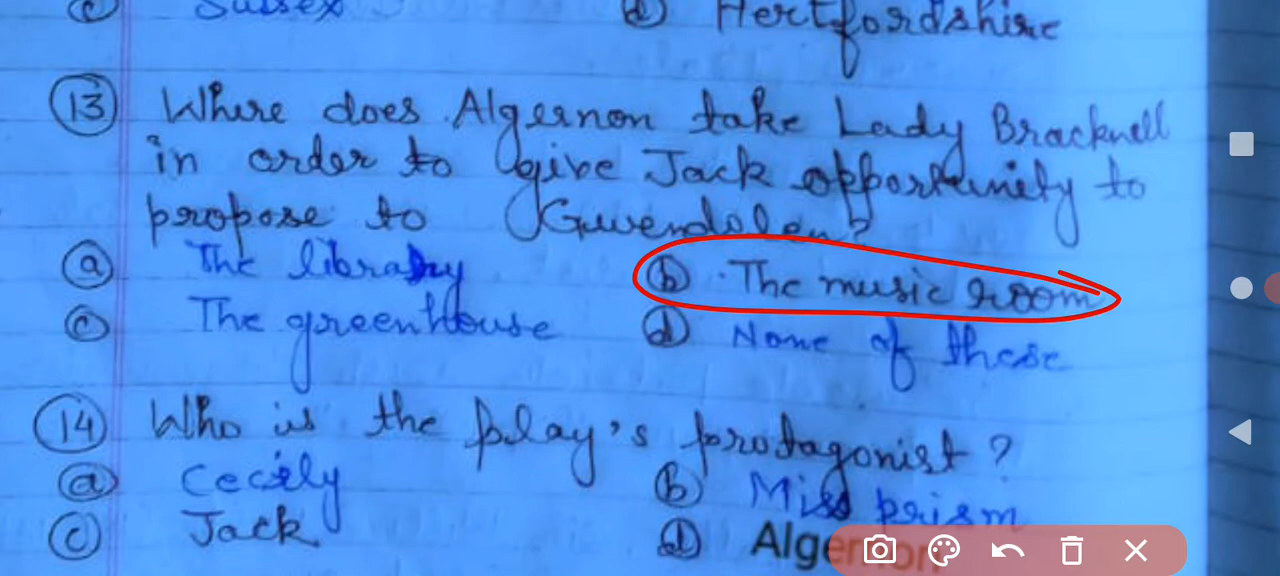 (c) Sussex (d) Hertfordshire
(13) Where does Algernon take Lady Bracknell
in order to give Jack opportunity to
propose to Gwendolen?
(a) The library (b) The music room
(c) The greenhouse (d) None of these
(14) Who is the play's protagonist?
(a) Cecily (b) Miss prism
(c) Jack (d) Algernon